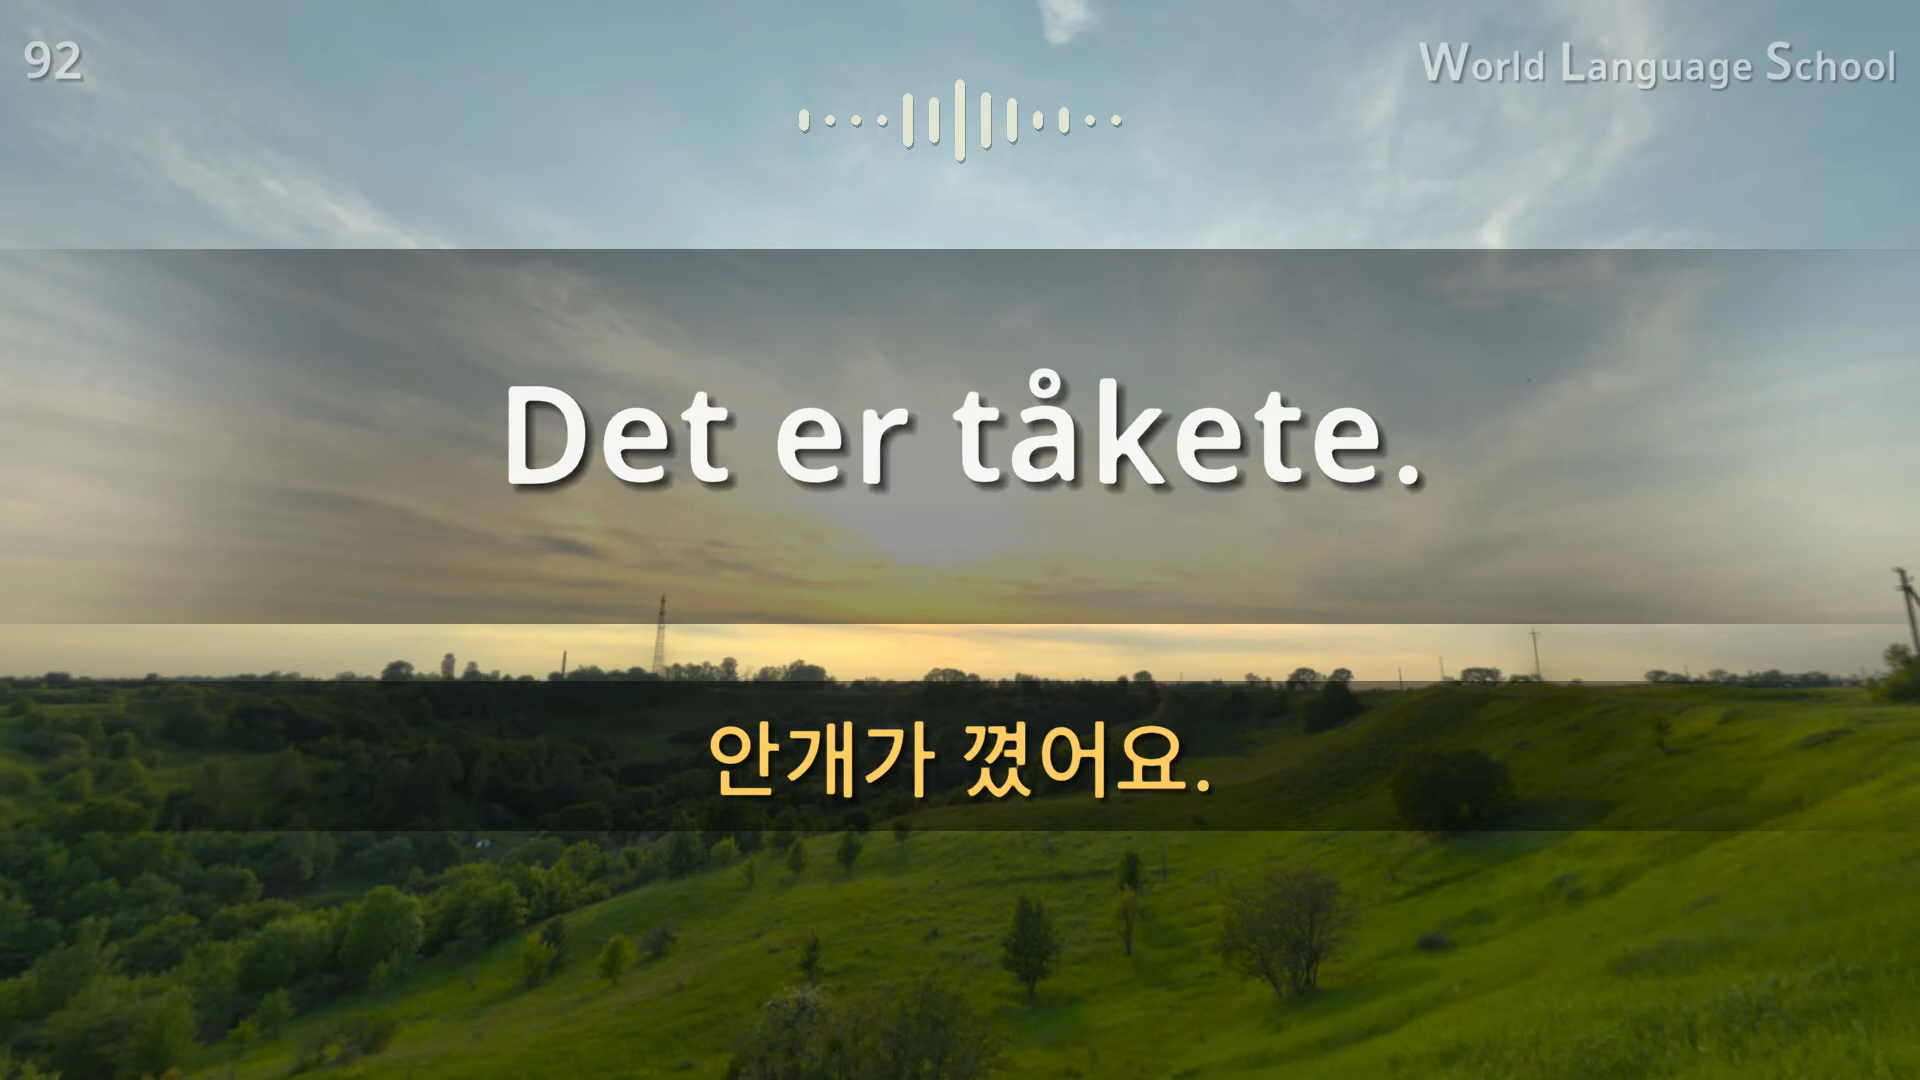 92
World Language School
Det er tåkete.
안개가 꼈어요.